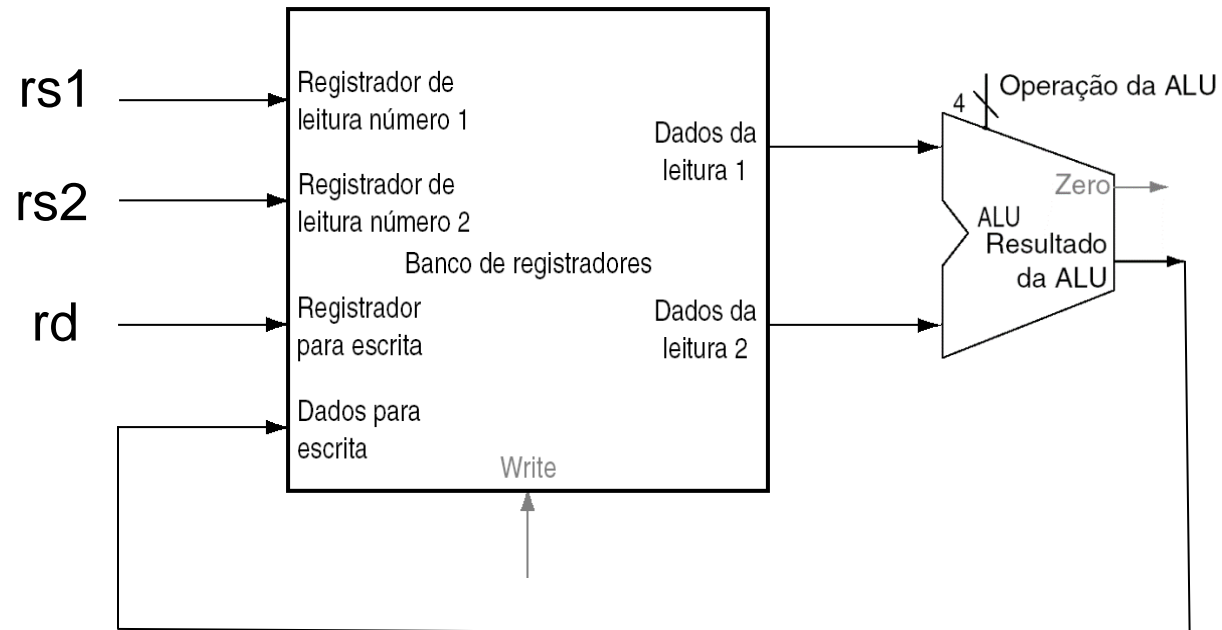 rs1
Registrador de
leitura número 1
rs2
Registrador de
leitura número 2
Banco de registradores
rd
Registrador
para escrita
Dados para
escrita
Write
Dados da
leitura 1
Dados da
leitura 2
4
Operação da ALU
Zero
ALU
Resultado
da ALU